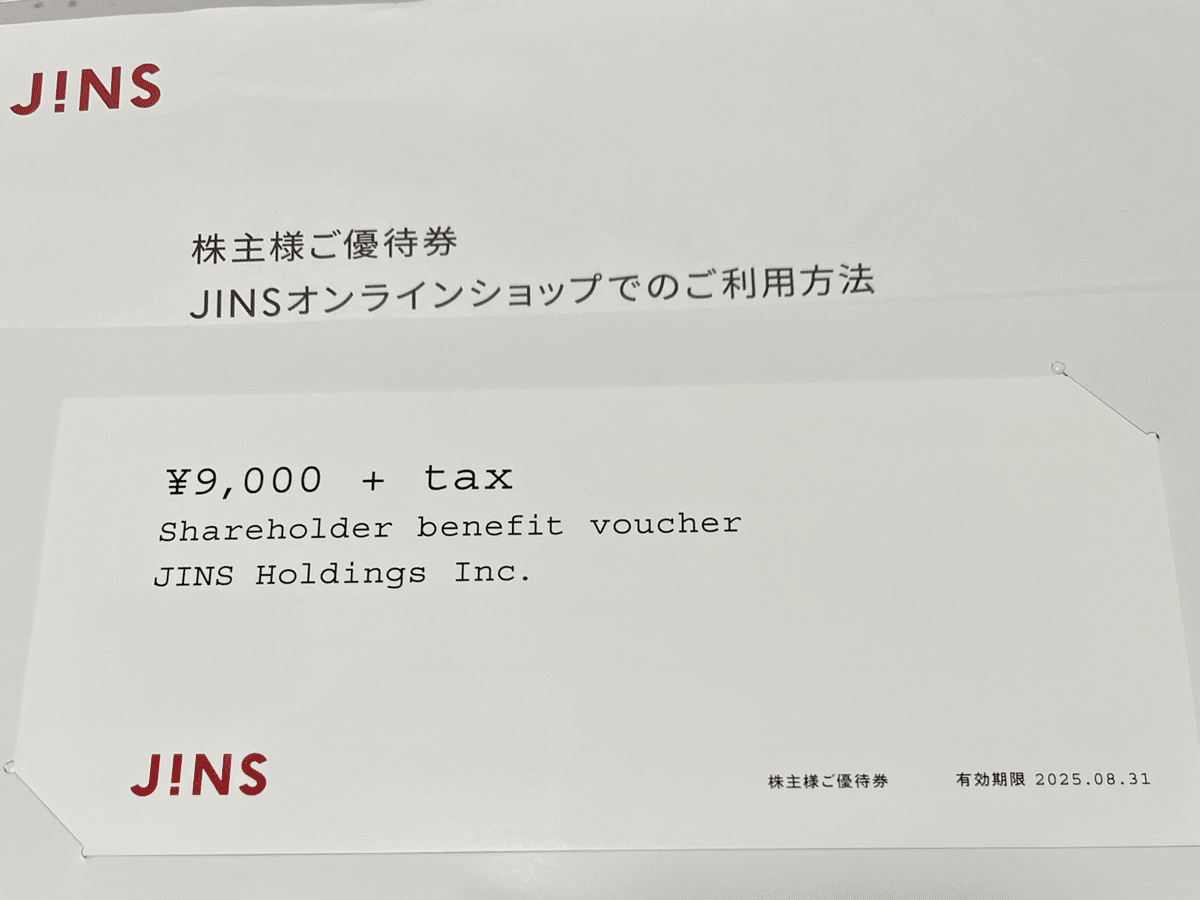 J!NS
株主様ご優待券
JINSオンラインショップでのご利用方法
¥9,000 + tax
Shareholder benefit voucher
JINS Holdings Inc.
J!NS
株主様ご優待券 有効期限 2025.08.31